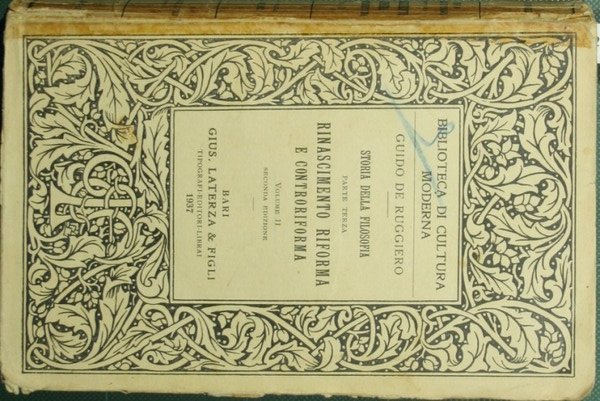 BIBLIOTECA DI CULTURA
MODERNA
GUIDO DE RUGGIERO
STORIA DELLA FILOSOFIA
PARTE TERZA
RINASCIMENTO RIFORMA
E CONTRORIFORMA
VOLUME II
SECONDA EDIZIONE
BARI
GIUS. LATERZA & FIGLI
TIPOGRAFI-EDITORI-LIBRAI
1937